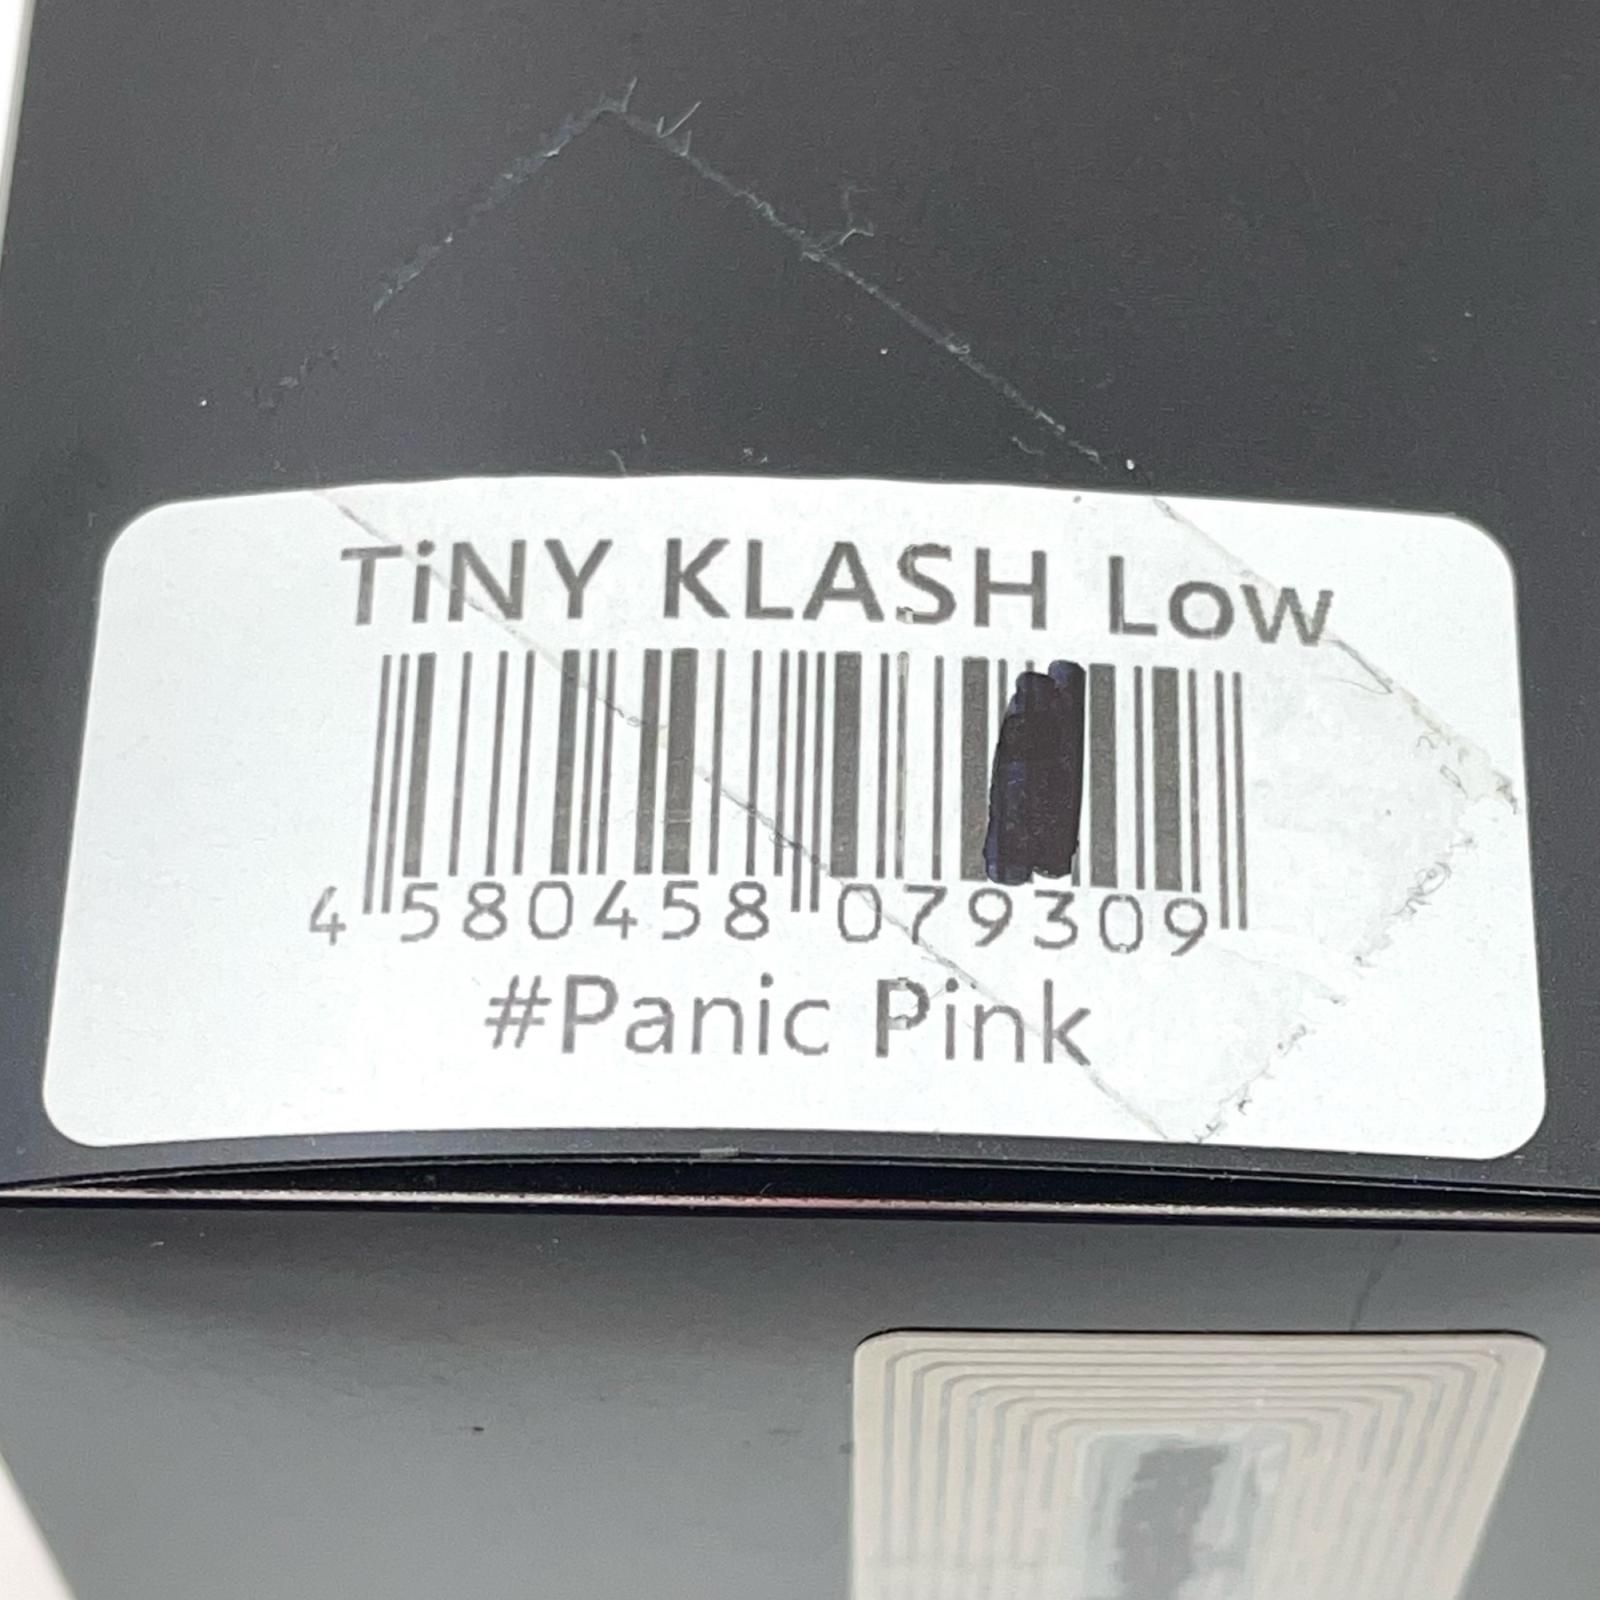 TiNY KLASH Low
4 580458 079309
#Panic Pink